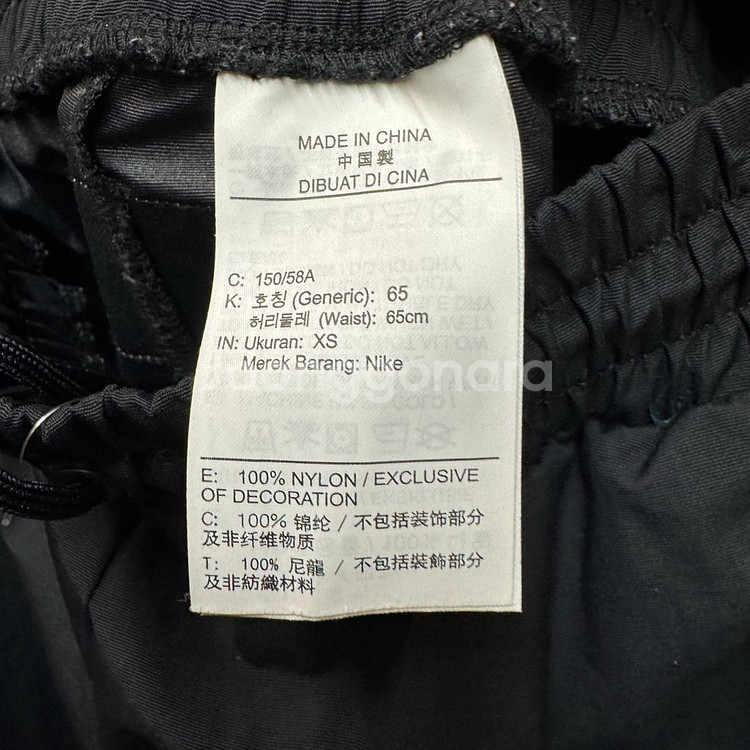 MADE IN CHINA
中国製
DIBUAT DI CINA
C: 150/58A
K: 호칭 (Generic): 65
허리둘레 (Waist): 65cm
IN: Ukuran: XS
Merek Barang: Nike
E: 100% NYLON / EXCLUSIVE
OF DECORATION
C: 100% 锦纶 / 不包括装饰部分
及非纤维物质
T: 100% 尼龍 / 不包括裝飾部分
及非紡織材料